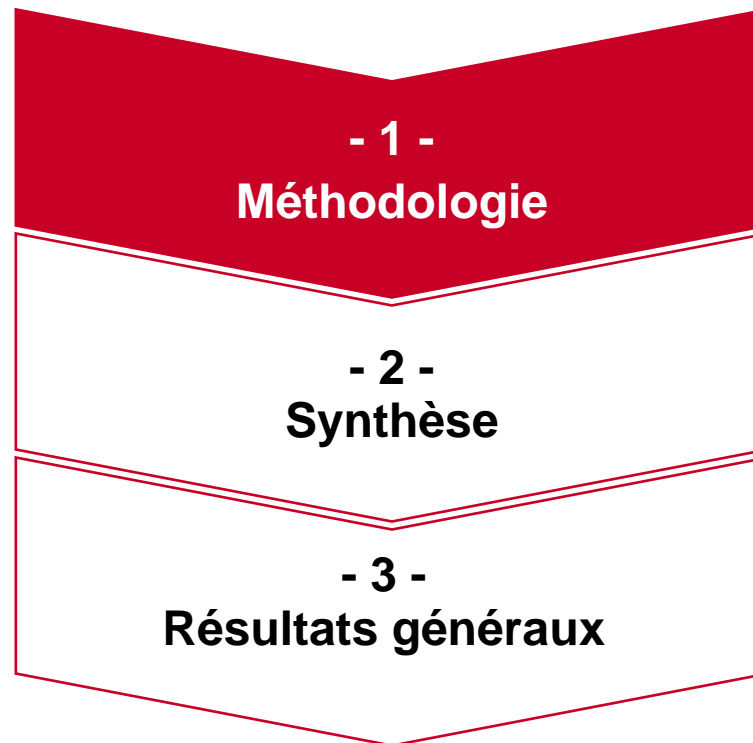 - 1 -
Méthodologie
- 2 -
Synthèse
- 3 -
Résultats généraux